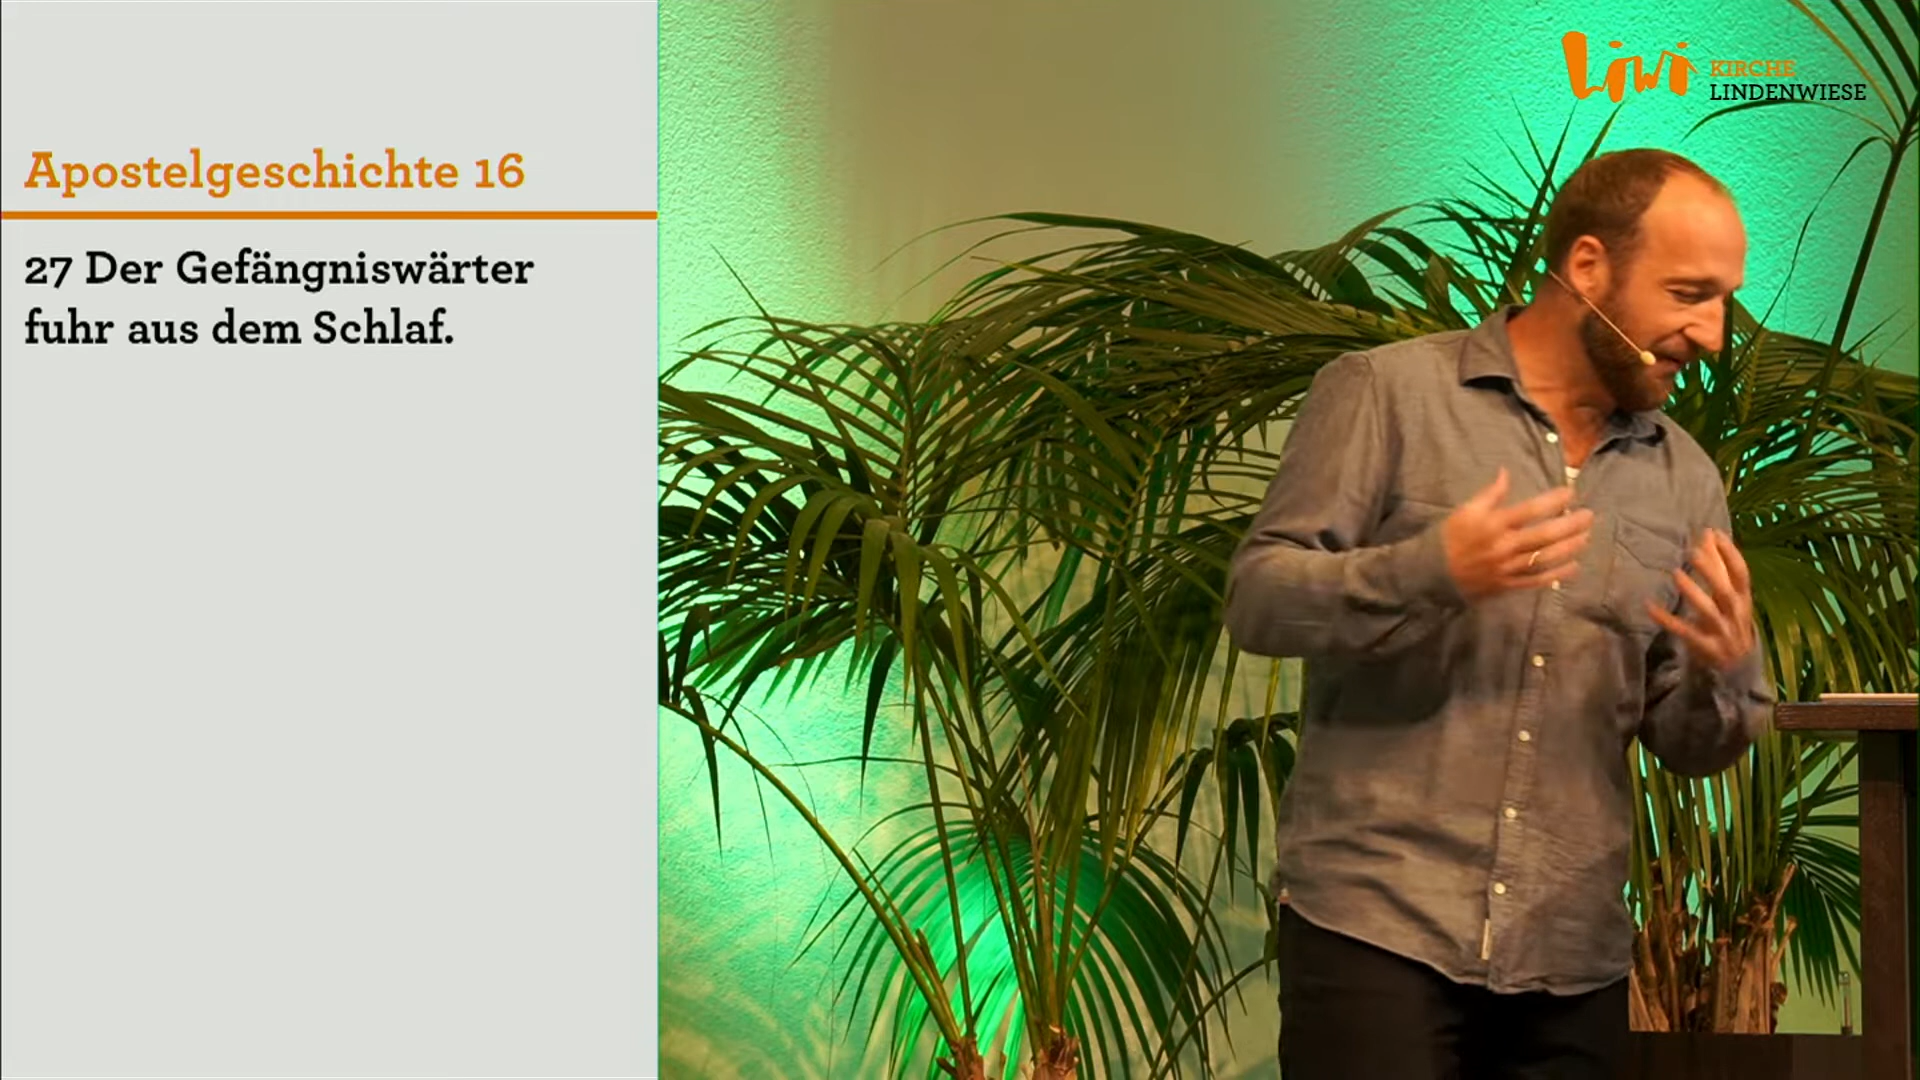 Apostelgeschichte 16
27 Der Gefängniswärter
fuhr aus dem Schlaf.
Liwi
KIRCHE
LINDENWIESE